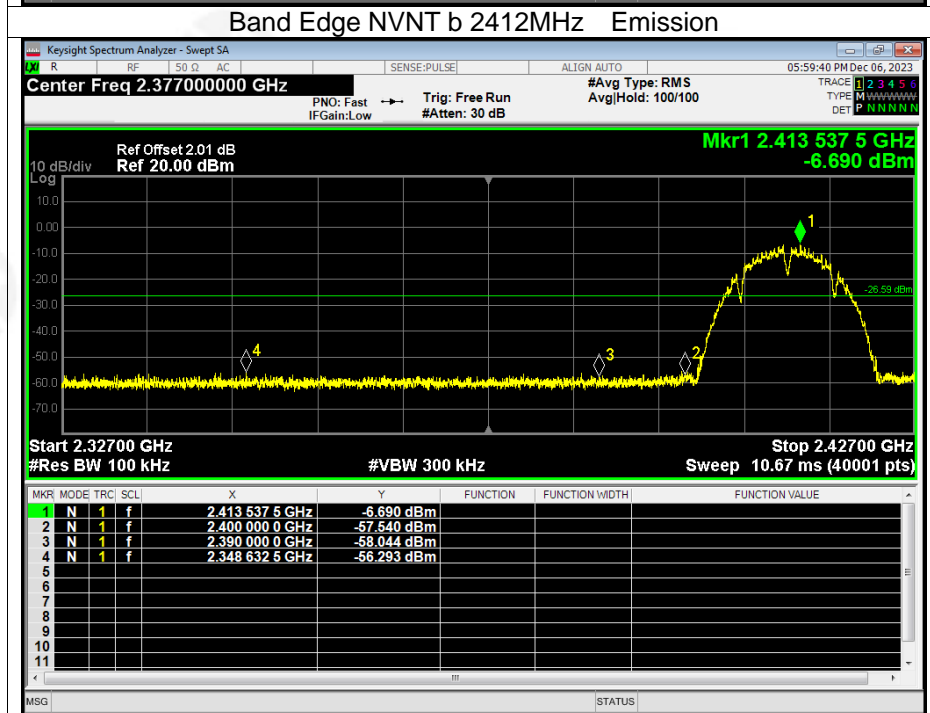 Band Edge NVNT b 2412MHz Emission
Keysight Spectrum Analyzer - Swept SA
LXI R RF 50 Ω AC SENSE:PULSE ALIGN AUTO 05:59:40 PM Dec 06, 2023
Center Freq 2.377000000 GHz
PNO: Fast
IFGain:Low
Trig: Free Run
#Atten: 30 dB
#Avg Type: RMS
Avg|Hold: 100/100
TRACE 1 2 3 4 5 6
TYPE M WWWWW
DET P N N N N N
Mkr1 2.413 537 5 GHz
-6.690 dBm
Ref Offset 2.01 dB
10 dB/div Ref 20.00 dBm
Log
10.0
0.00
-10.0
-20.0
-30.0
-40.0
-50.0
-60.0
-70.0
1
-26.59 dBm
4
3
2
Start 2.32700 GHz Stop 2.42700 GHz
#Res BW 100 kHz #VBW 300 kHz Sweep 10.67 ms (40001 pts)
MKR MODE TRC SCL X Y FUNCTION FUNCTION WIDTH FUNCTION VALUE
1 N 1 f 2.413 537 5 GHz -6.690 dBm
2 N 1 f 2.400 000 0 GHz -57.540 dBm
3 N 1 f 2.390 000 0 GHz -58.044 dBm
4 N 1 f 2.348 632 5 GHz -56.293 dBm
5
6
7
8
9
10
11
MSG STATUS